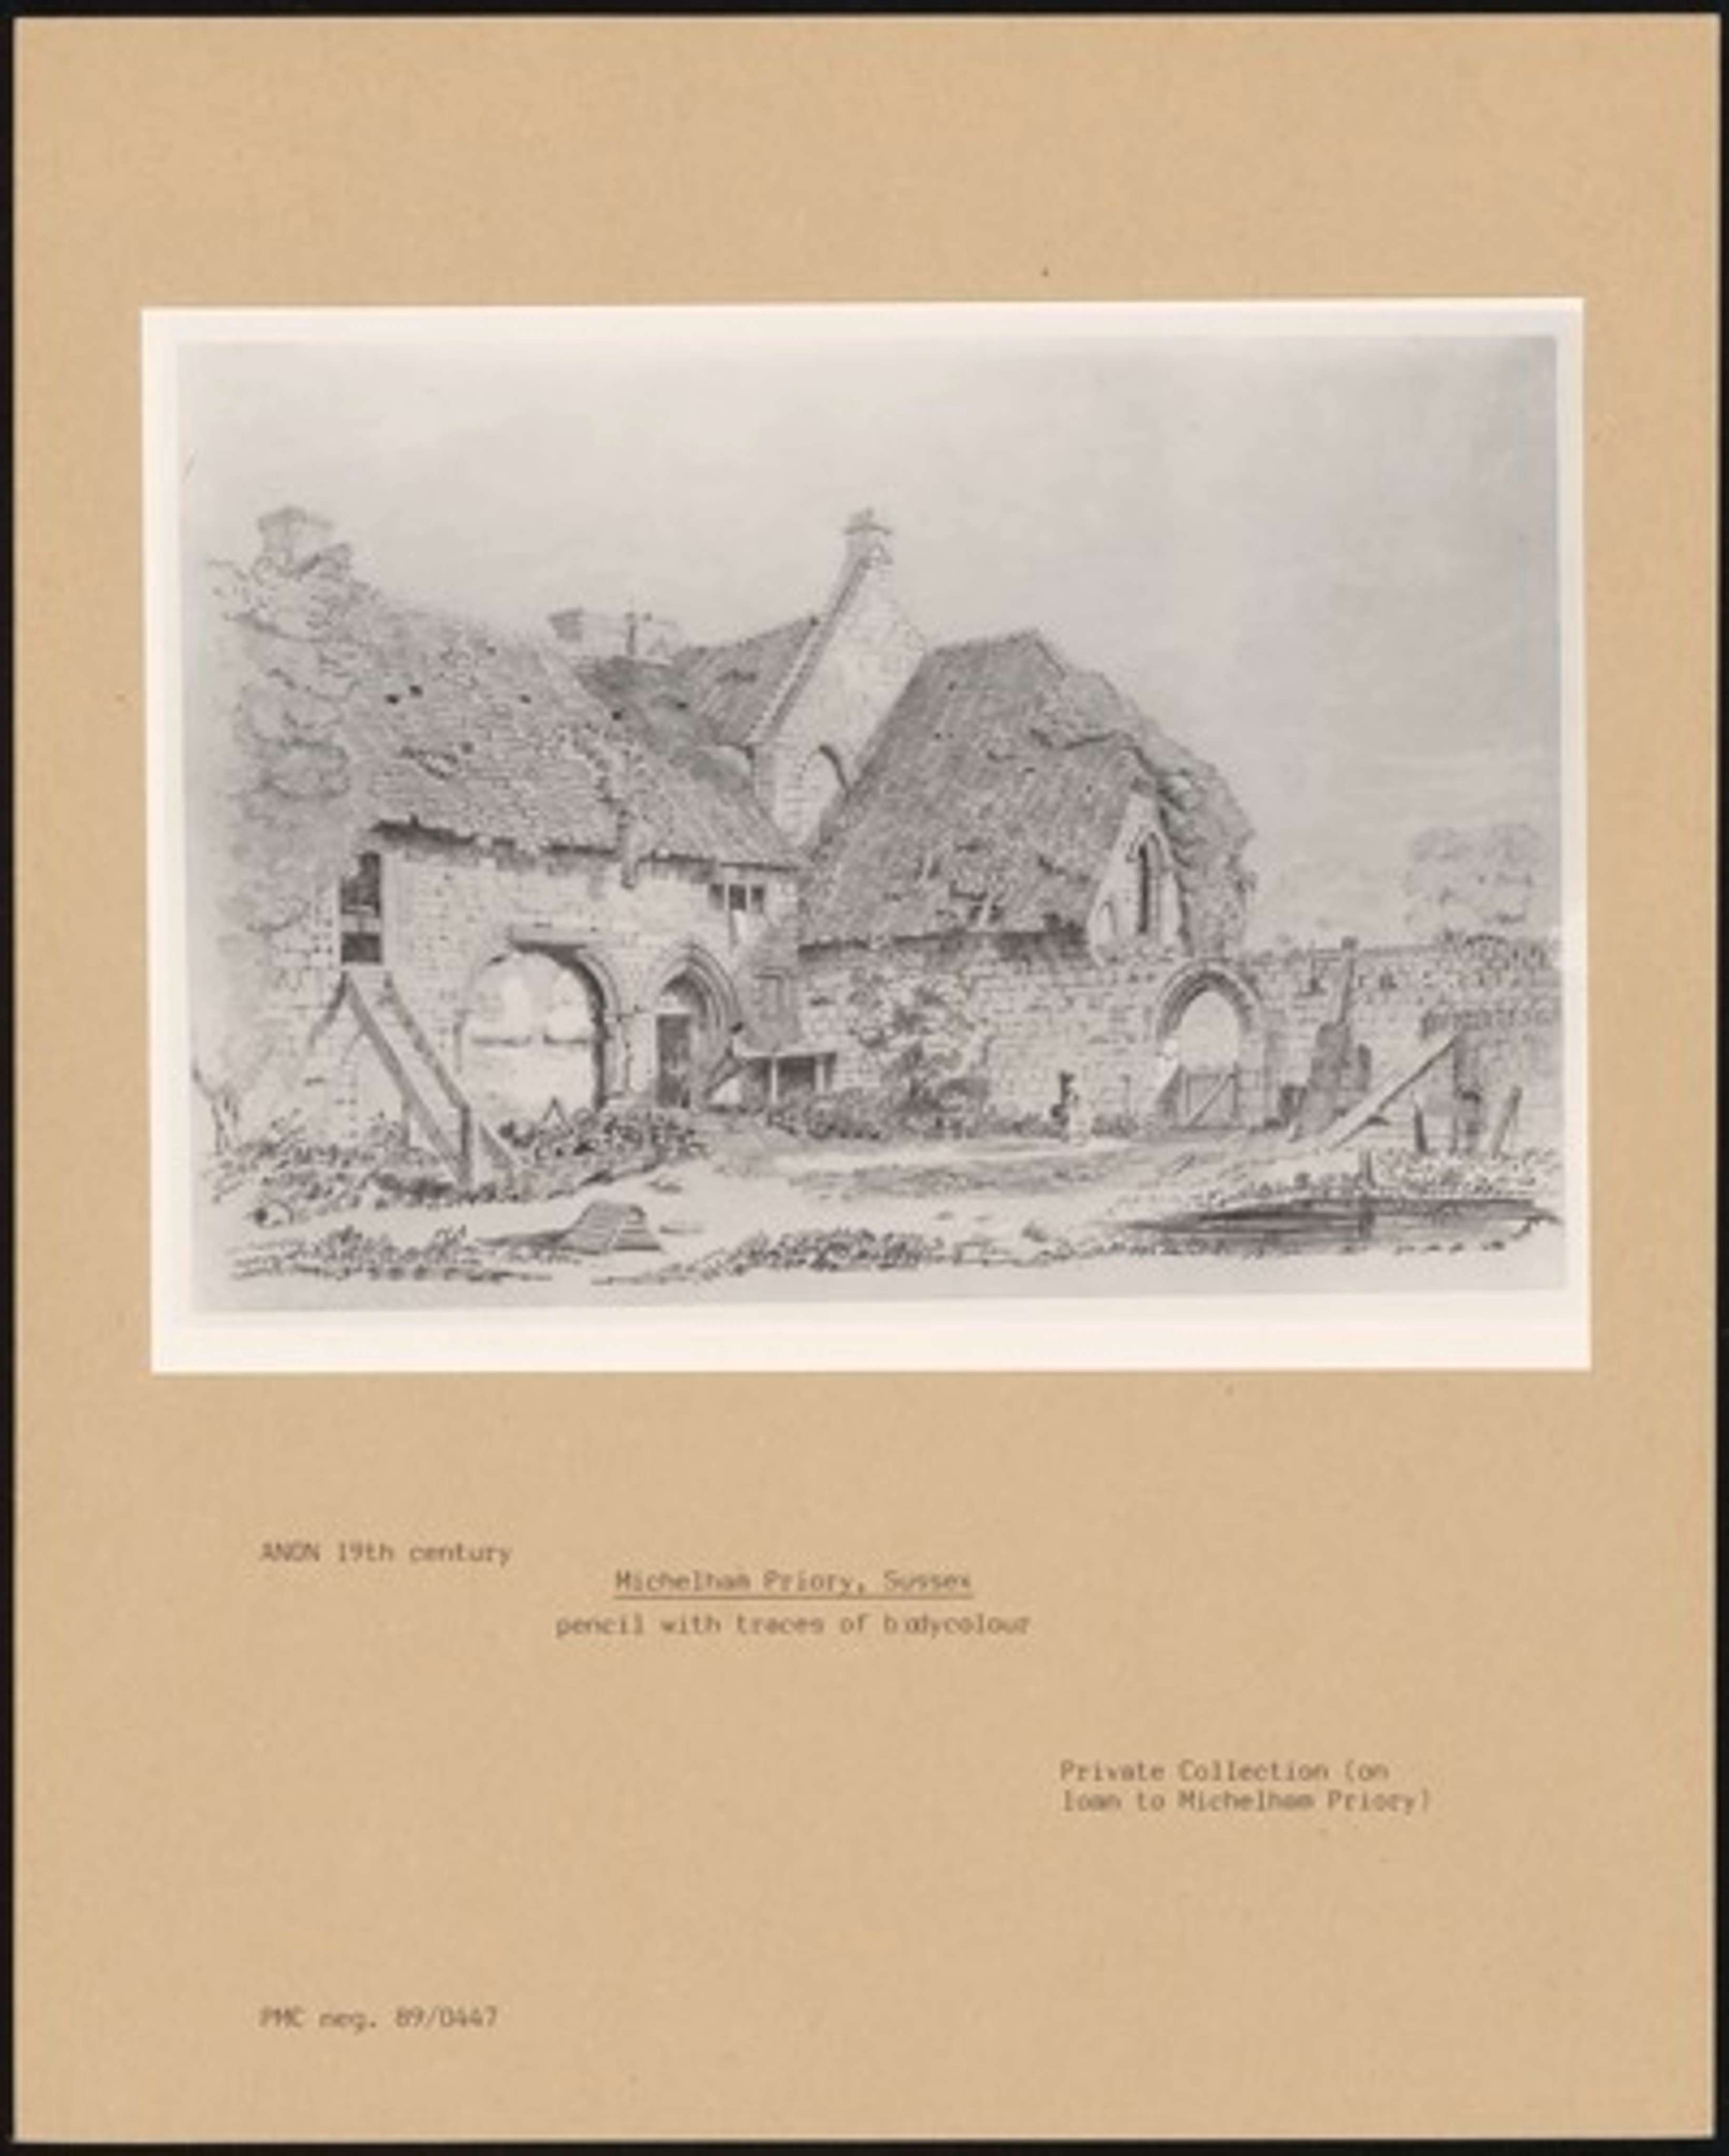 ANON 19th century
Michelham Priory, Sussex
pencil with traces of bodycolour
Private Collection (on
loan to Michelham Priory)
PMC neg. 89/0447